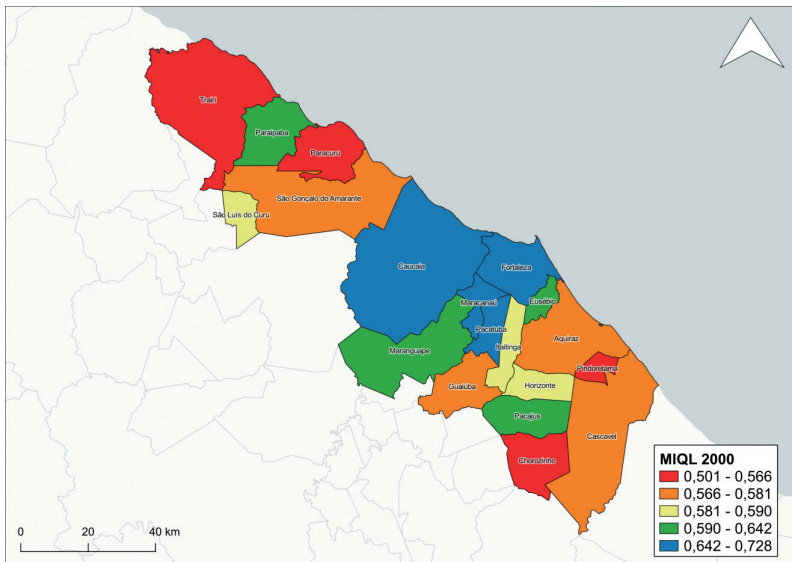 Trairi
Paraipaba
Paracuru
São Gonçalo do Amarante
São Luís do Curu
Caucaia
Fortaleza
Maracanaú
Eusébio
Pacatuba
Aquiraz
Itaitinga
Maranguape
Pindoretama
Guaiúba
Horizonte
Pacajus
Cascavel
Chorozinho
MIQL 2000
0,501 - 0,566
0,566 - 0,581
0,581 - 0,590
0,590 - 0,642
0,642 - 0,728
0 20 40 km